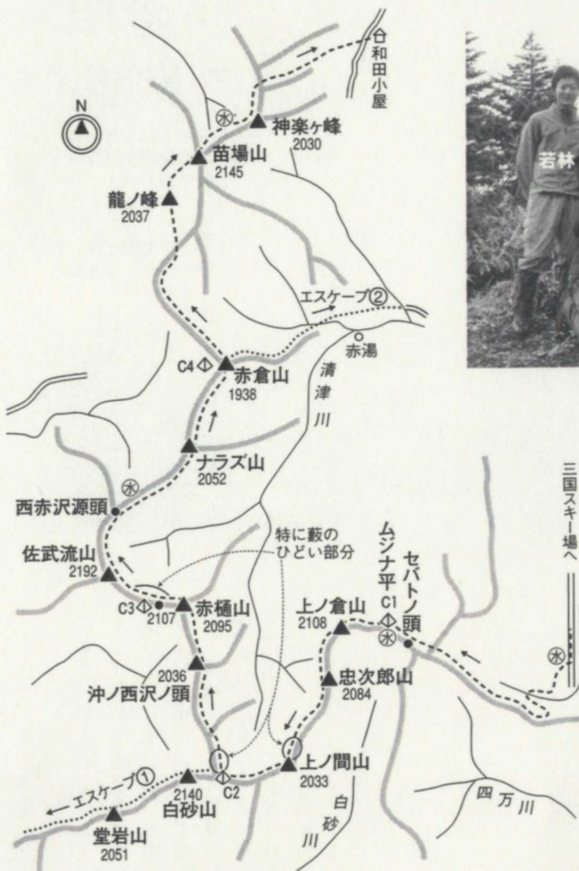 和田小屋
N
水
神楽ヶ峰
2030
苗場山
2145
若林
龍ノ峰
2037
エスケープ②
赤湯
C4
赤倉山
1938
清津川
ナラズ山
2052
水
西赤沢源頭
三国スキー場へ
特に藪の
ひどい部分
セバトノ頭
ムジナ平
C1
佐武流山
2192
C3
2107
赤樋山
2095
上ノ倉山
2108
水
水
2036
沖ノ西沢ノ頭
忠次郎山
2084
上ノ間山
2033
エスケープ①
2140
白砂山
C2
白砂川
四万川
堂岩山
2051